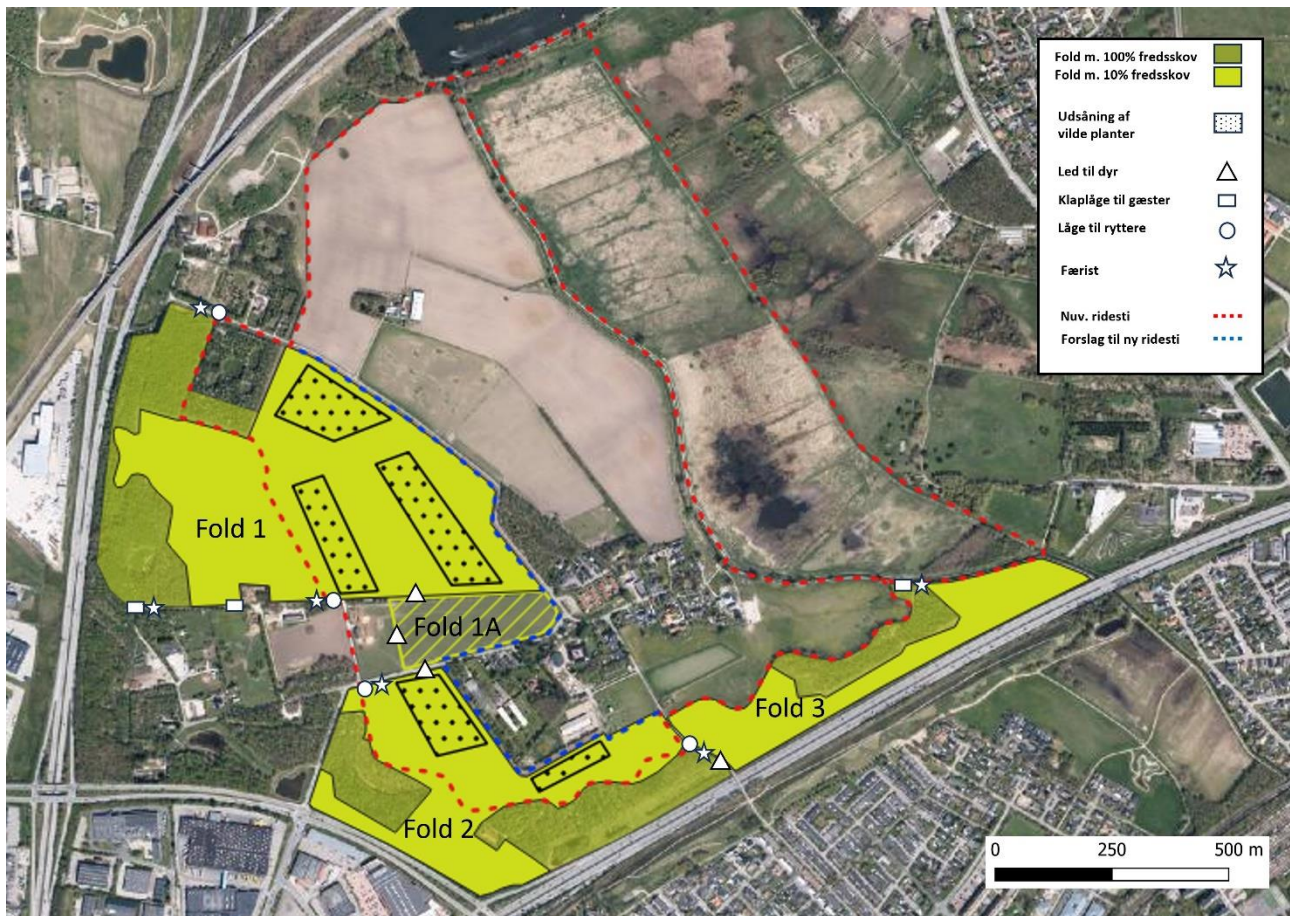 Fold m. 100% fredsskov
Fold m. 10% fredsskov
Udsåning af
vilde planter
Led til dyr
Klaplåge til gæster
Låge til ryttere
Færist
Nuv. ridesti
Forslag til ny ridesti
Fold 1
Fold 1A
Fold 3
Fold 2
0 250 500 m